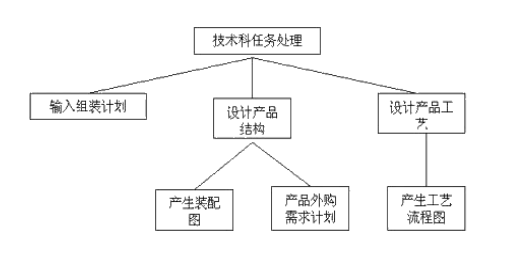 技术科任务处理
输入组装计划
设计产品
结构
设计产品工
艺
产生装配
图
产品外购
需求计划
产生工艺
流程图